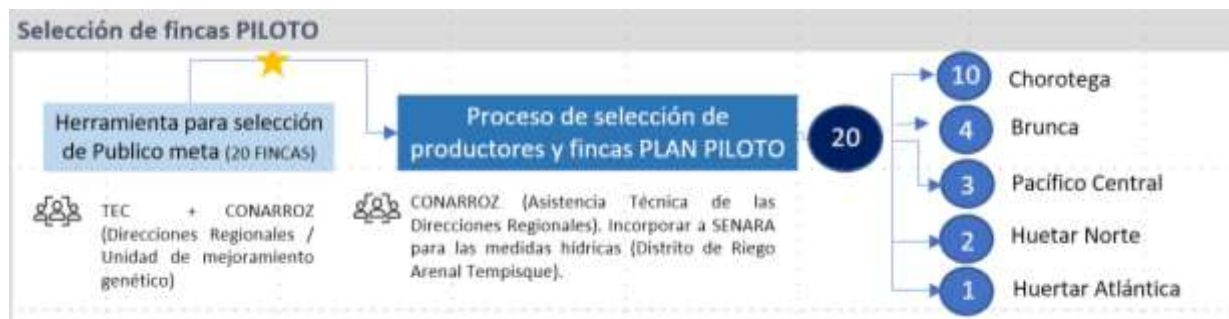 Selección de fincas PILOTO
Herramienta para selección
de Publico meta (20 FINCAS)
TEC + CONARROZ
(Direcciones Regionales /
Unidad de mejoramiento
genético)
Proceso de selección de
productores y fincas PLAN PILOTO
CONARROZ (Asistencia Técnica de las
Direcciones Regionales). Incorporar a SENARA
para las medidas hídricas (Distrito de Riego
Arenal Tempisque).
20
10 Chorotega
4 Brunca
3 Pacífico Central
2 Huetar Norte
1 Huertar Atlántica